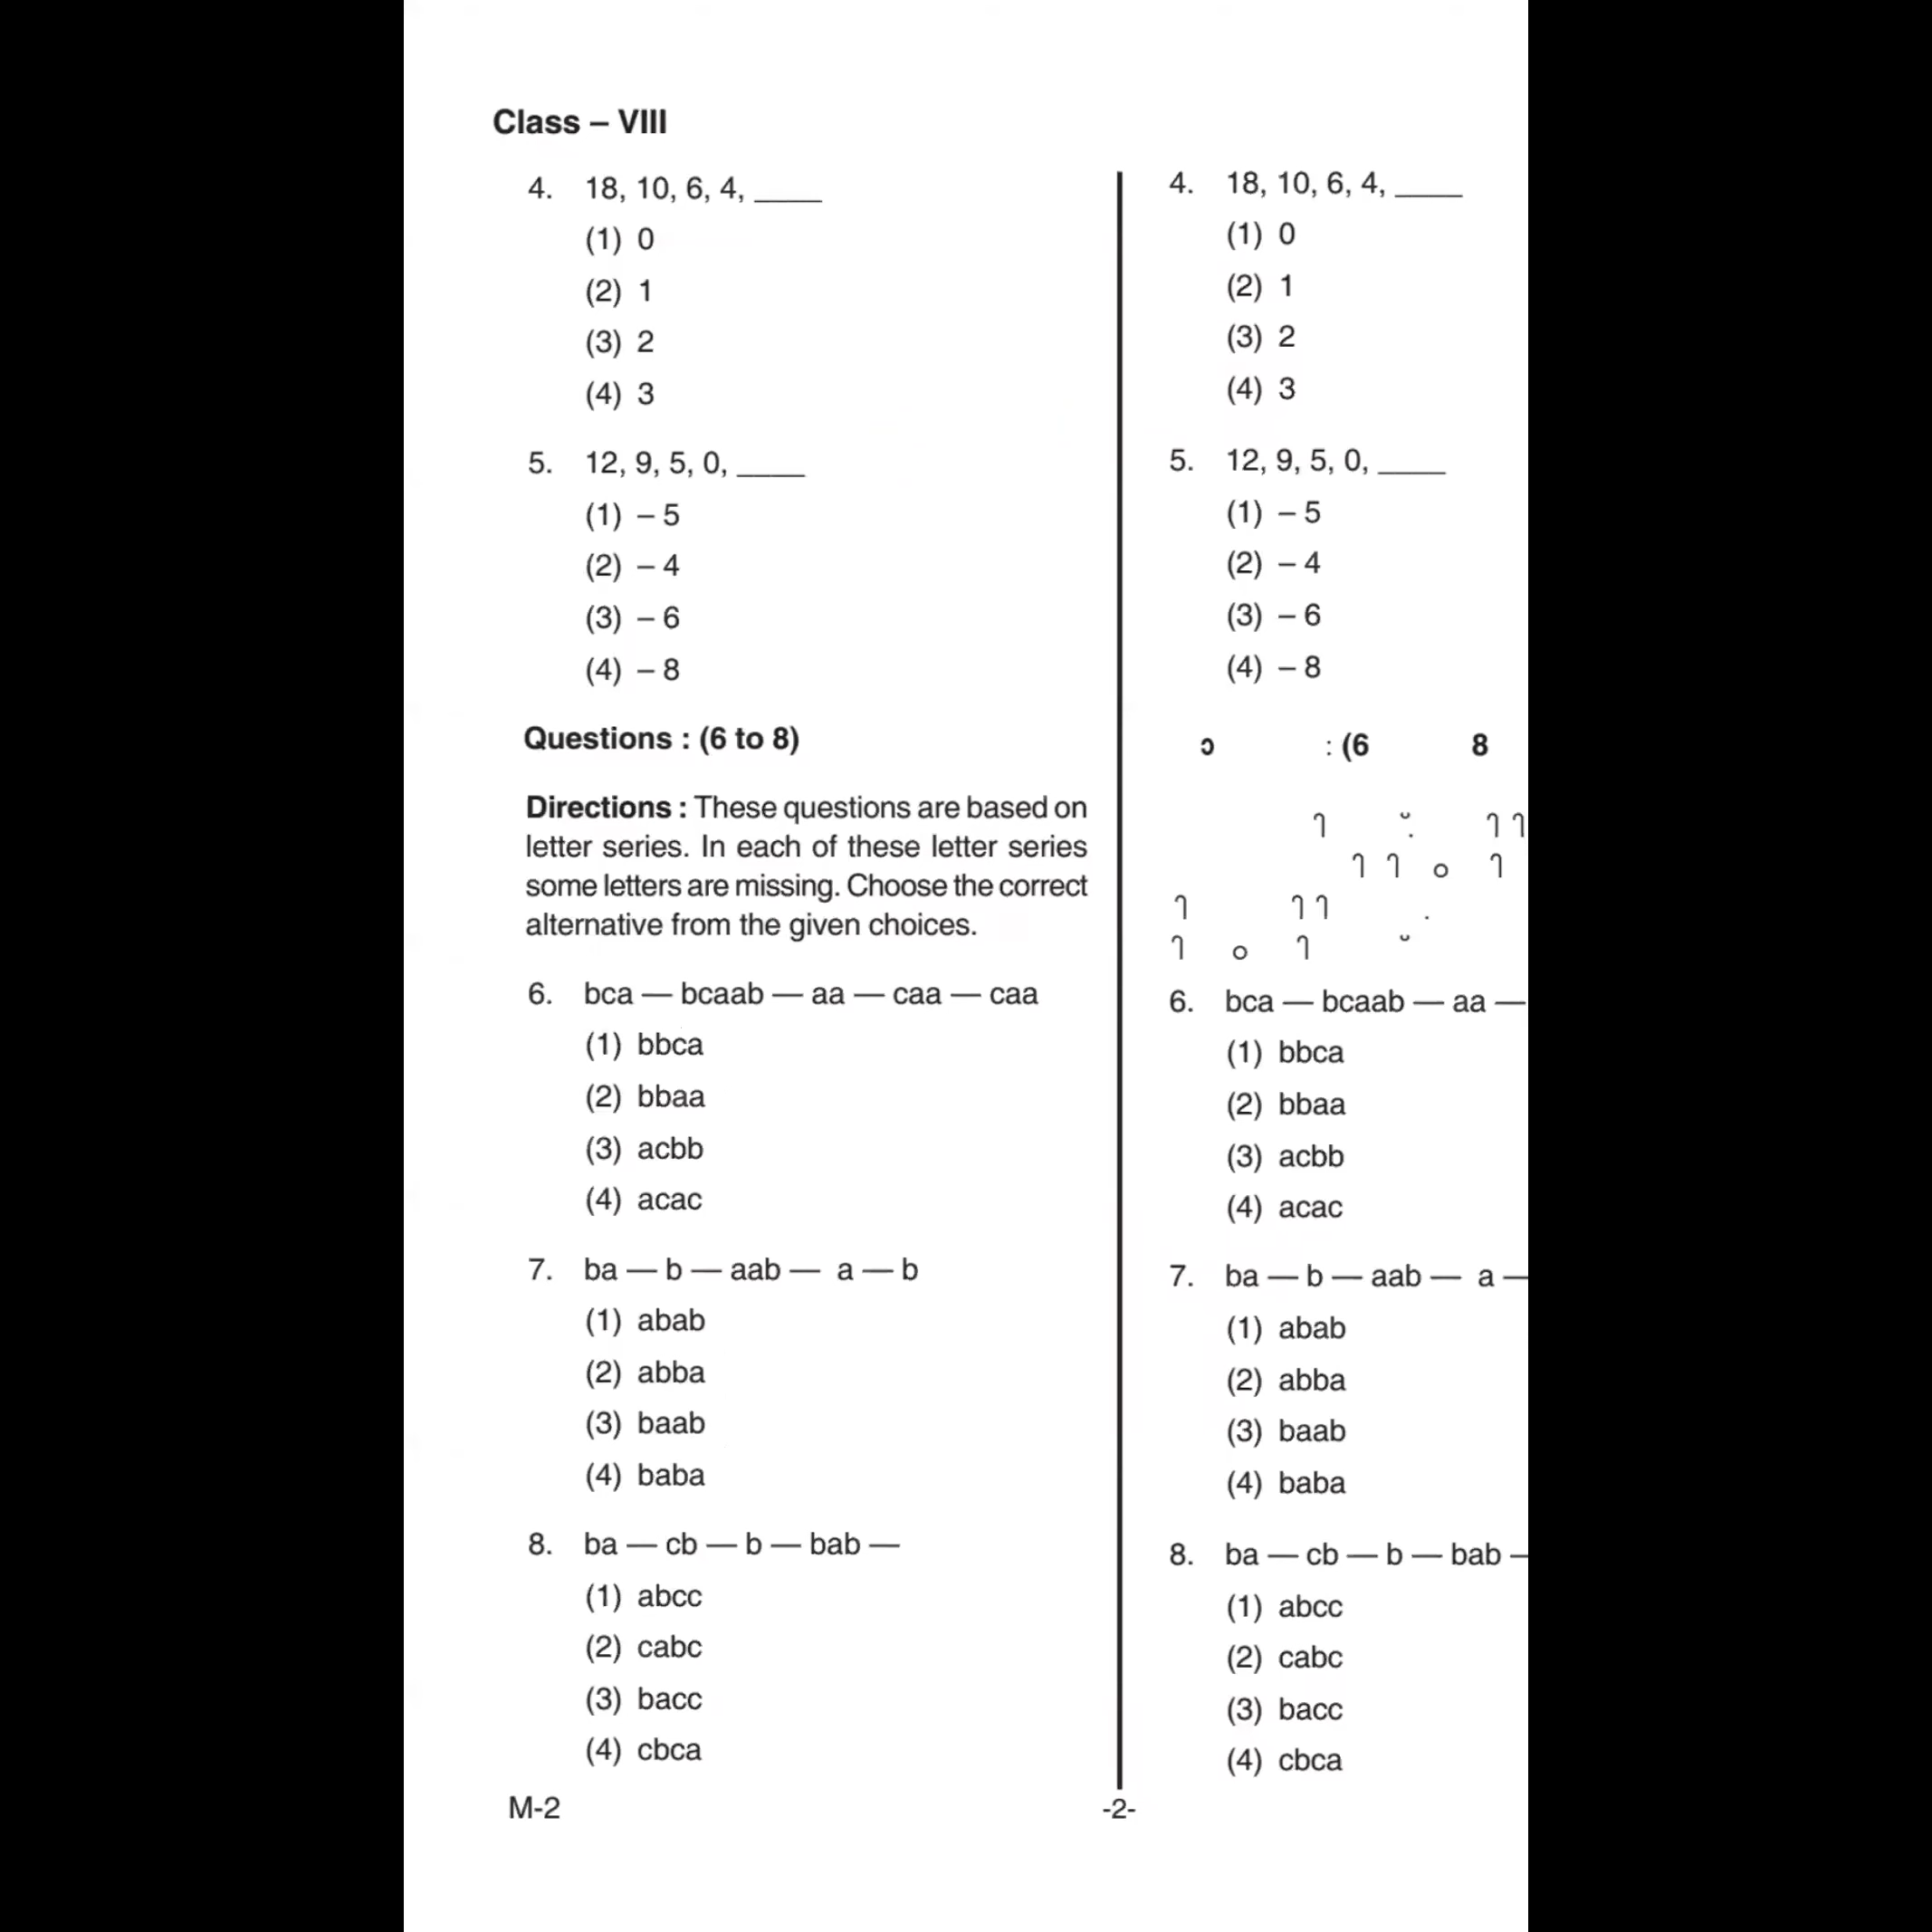 Class – VIII
4. 18, 10, 6, 4, ____
(1) 0
(2) 1
(3) 2
(4) 3
5. 12, 9, 5, 0, ____
(1) – 5
(2) – 4
(3) – 6
(4) – 8
Questions : (6 to 8)
Directions : These questions are based on
letter series. In each of these letter series
some letters are missing. Choose the correct
alternative from the given choices.
6. bca — bcaab — aa — caa — caa
(1) bbca
(2) bbaa
(3) acbb
(4) acac
7. ba — b — aab — a — b
(1) abab
(2) abba
(3) baab
(4) baba
8. ba — cb — b — bab —
(1) abcc
(2) cabc
(3) bacc
(4) cbca
4. 18, 10, 6, 4, ____
(1) 0
(2) 1
(3) 2
(4) 3
5. 12, 9, 5, 0, ____
(1) – 5
(2) – 4
(3) – 6
(4) – 8
: (6 8
6. bca — bcaab — aa —
(1) bbca
(2) bbaa
(3) acbb
(4) acac
7. ba — b — aab — a —
(1) abab
(2) abba
(3) baab
(4) baba
8. ba — cb — b — bab —
(1) abcc
(2) cabc
(3) bacc
(4) cbca
M-2
-2-